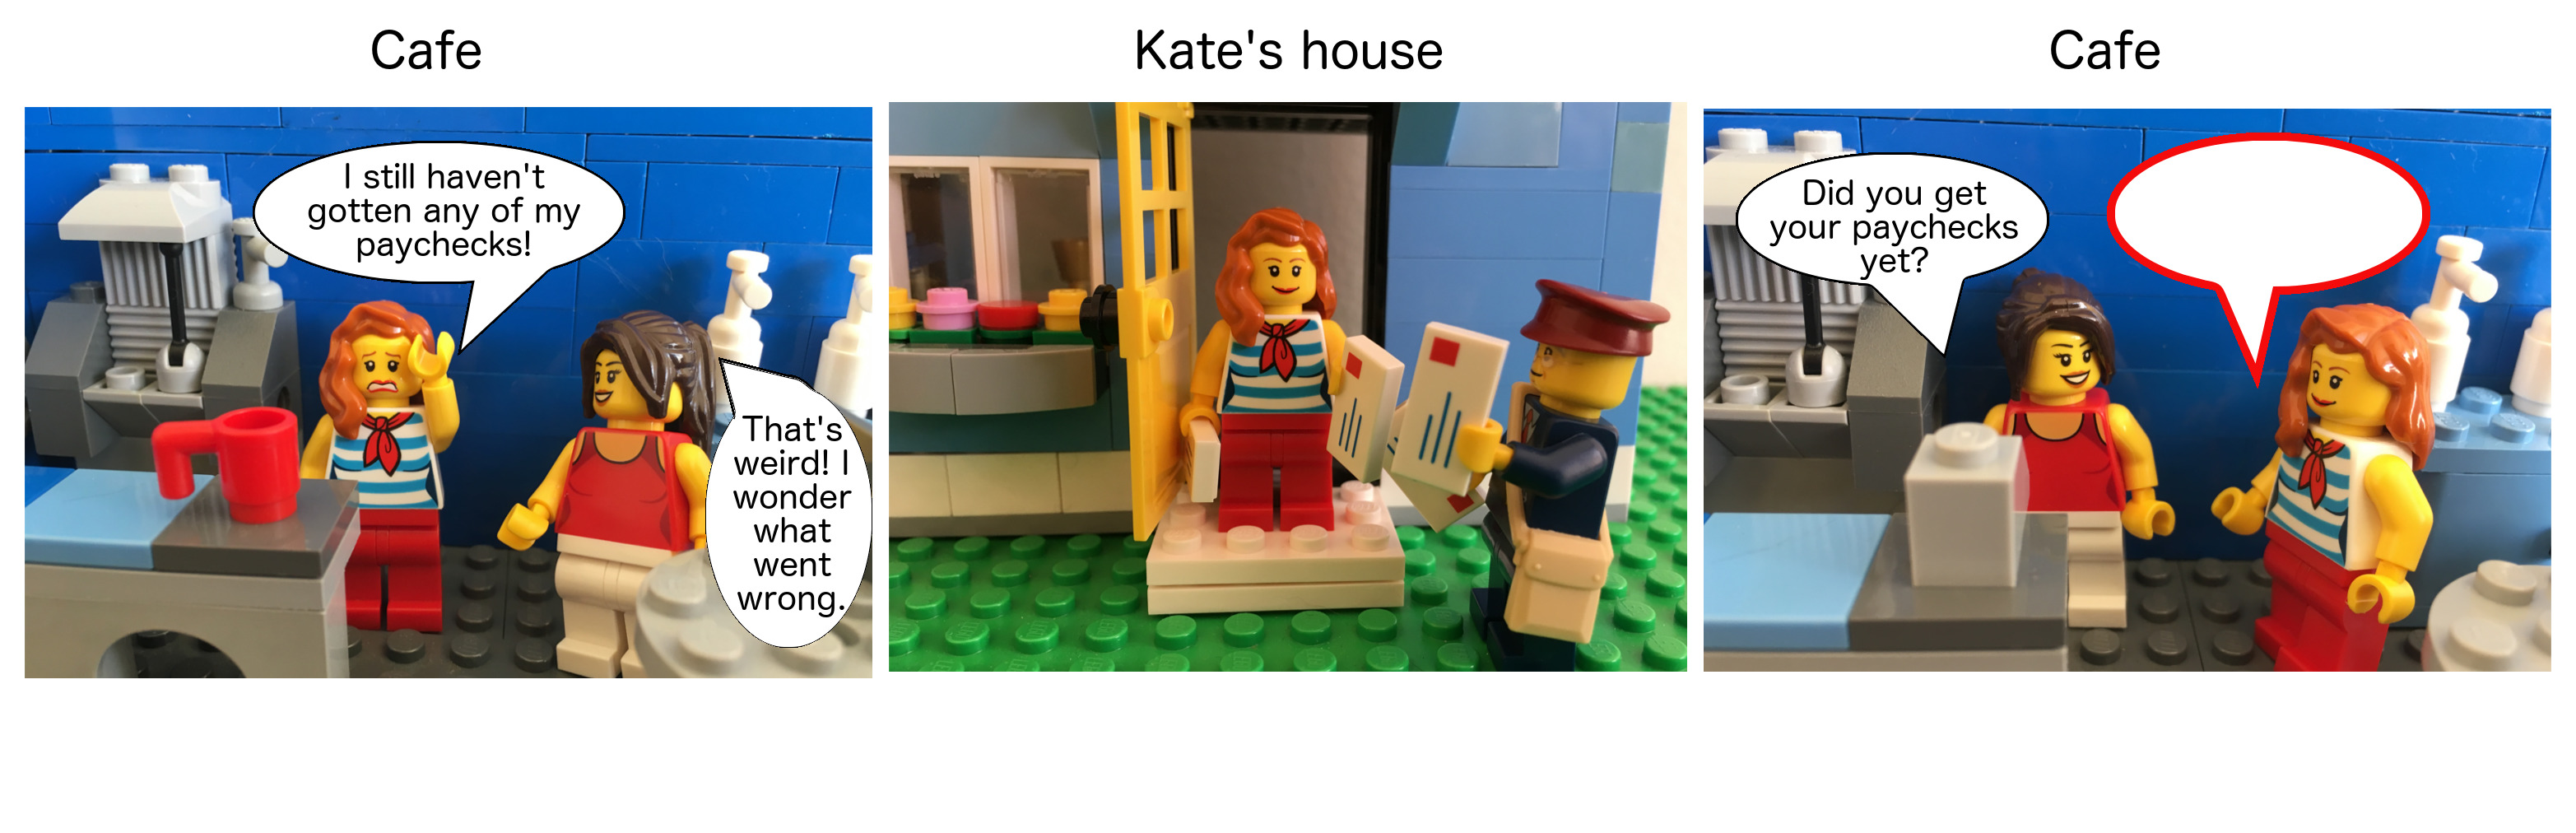 Cafe
Kate's house
Cafe
I still haven't
gotten any of my
paychecks!
That's
weird! I
wonder
what
went
wrong.
Did you get
your paychecks
yet?